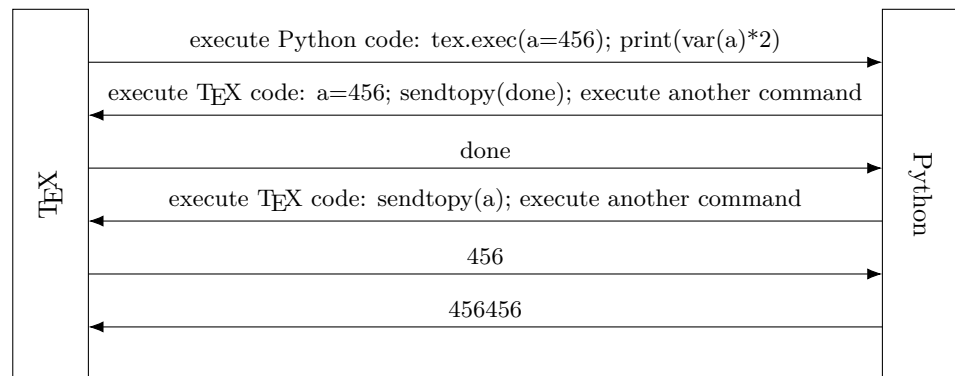 execute Python code: tex.exec(a=456); print(var(a)*2)
execute TEX code: a=456; sendtopy(done); execute another command
done
execute TEX code: sendtopy(a); execute another command
456
456456
TEX
Python